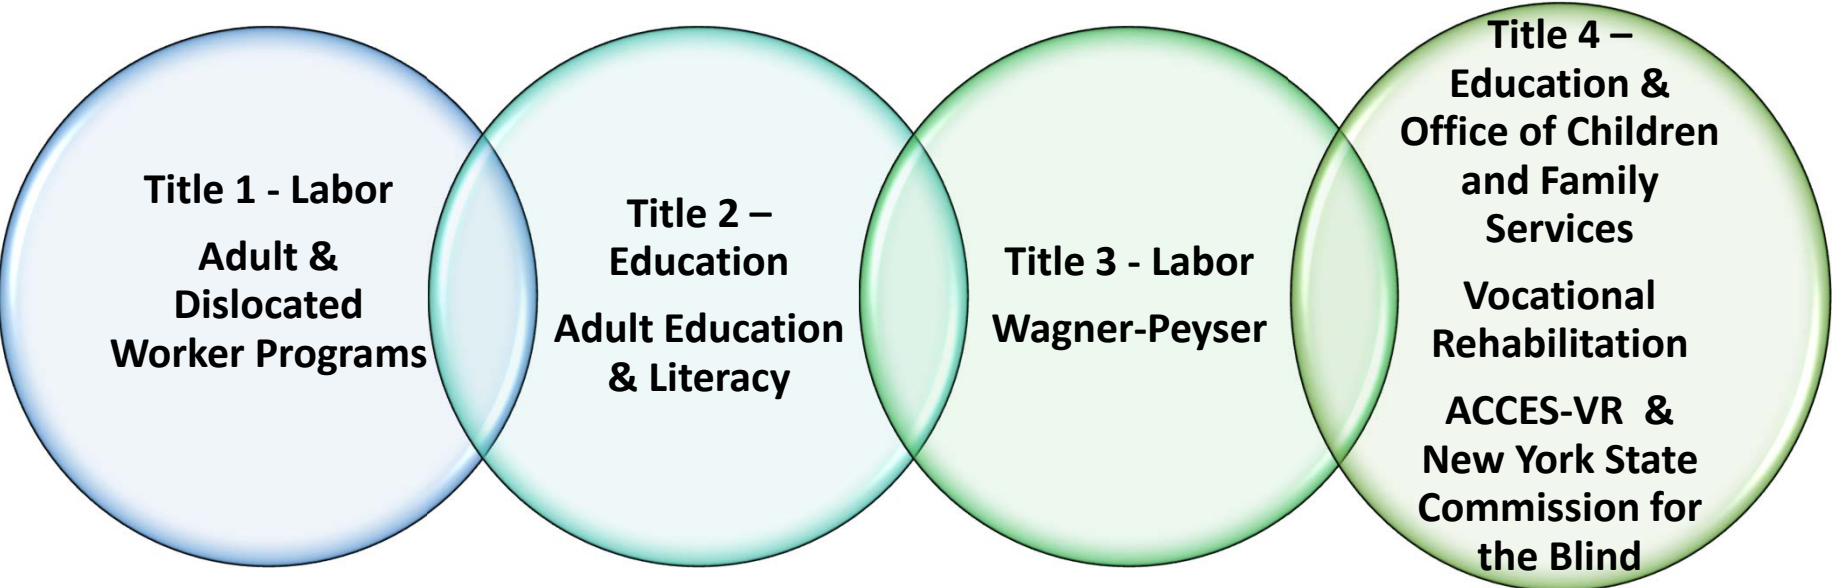 Title 1 - Labor
Adult &
Dislocated
Worker Programs
Title 2 –
Education
Adult Education
& Literacy
Title 3 - Labor
Wagner-Peyser
Title 4 –
Education &
Office of Children
and Family
Services
Vocational
Rehabilitation
ACCES-VR &
New York State
Commission for
the Blind